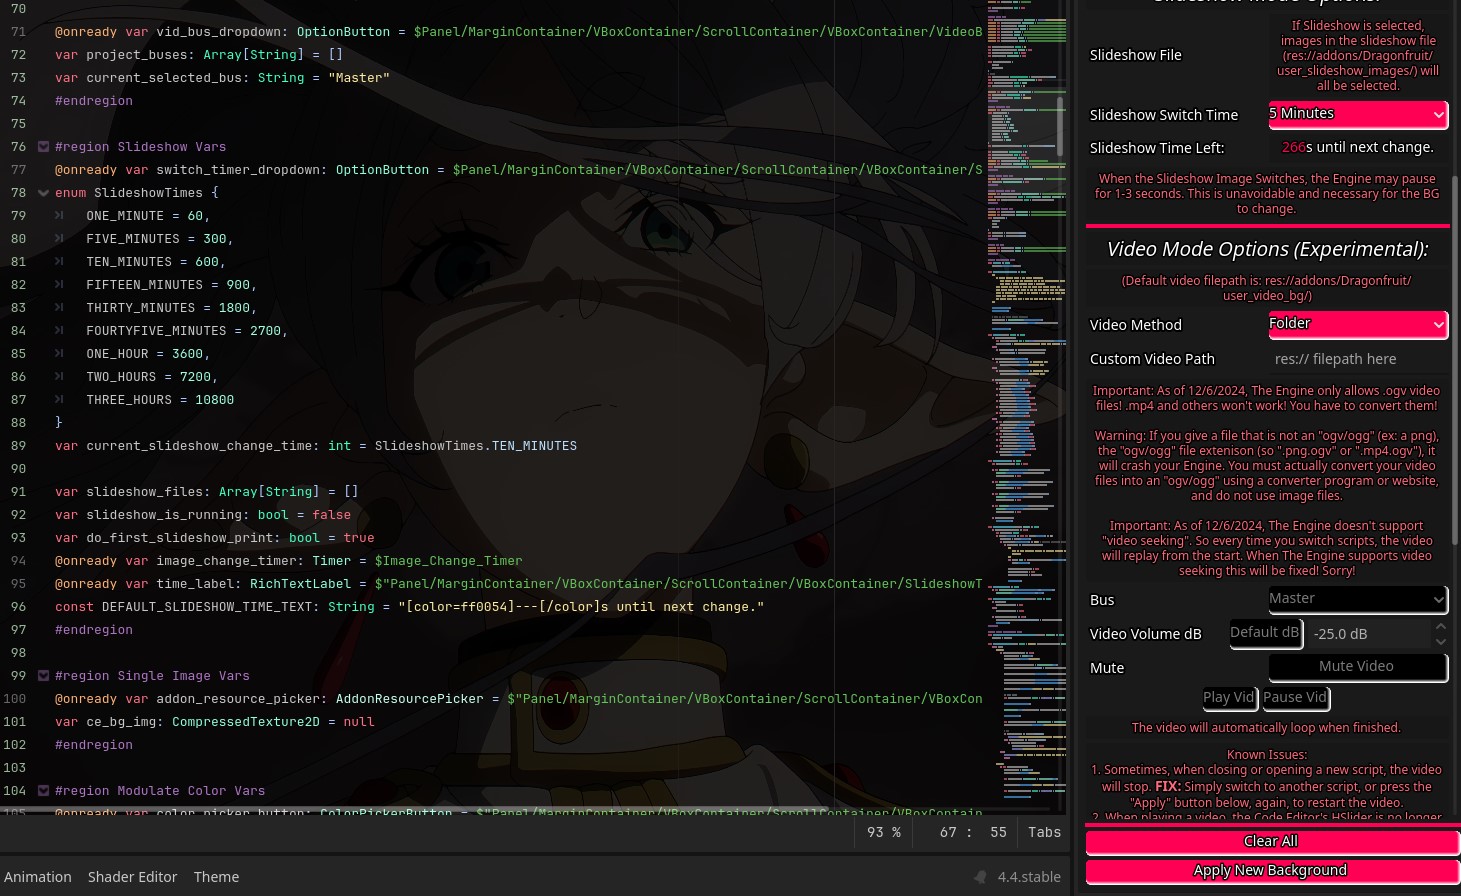 70
71 @onready var vid_bus_dropdown: OptionButton = $Panel/MarginContainer/VBoxContainer/ScrollContainer/VBoxContainer/VideoB
72 var project_buses: Array[String] = []
73 var current_selected_bus: String = "Master"
74 #endregion
75
76 #region Slideshow Vars
77 @onready var switch_timer_dropdown: OptionButton = $Panel/MarginContainer/VBoxContainer/ScrollContainer/VBoxContainer/S
78 enum SlideshowTimes {
79 ONE_MINUTE = 60,
80 FIVE_MINUTES = 300,
81 TEN_MINUTES = 600,
82 FIFTEEN_MINUTES = 900,
83 THIRTY_MINUTES = 1800,
84 FOURTYFIVE_MINUTES = 2700,
85 ONE_HOUR = 3600,
86 TWO_HOURS = 7200,
87 THREE_HOURS = 10800
88 }
89 var current_slideshow_change_time: int = SlideshowTimes.TEN_MINUTES
90
91 var slideshow_files: Array[String] = []
92 var slideshow_is_running: bool = false
93 var do_first_slideshow_print: bool = true
94 @onready var image_change_timer: Timer = $Image_Change_Timer
95 @onready var time_label: RichTextLabel = $"Panel/MarginContainer/VBoxContainer/ScrollContainer/VBoxContainer/SlideshowT
96 const DEFAULT_SLIDESHOW_TIME_TEXT: String = "[color=ff0054]---[/color]s until next change."
97 #endregion
98
99 #region Single Image Vars
100 @onready var addon_resource_picker: AddonResourcePicker = $"Panel/MarginContainer/VBoxContainer/ScrollContainer/VBoxCon
101 var ce_bg_img: CompressedTexture2D = null
102 #endregion
103
104 #region Modulate Color Vars
105 @onready var color_picker_button: ColorPickerButton = $"Panel/MarginContainer/VBoxContainer/ScrollContainer/VBoxContain
93 % 67 : 55 Tabs
Animation Shader Editor Theme 4.4.stable
Slideshow Mode Options:
Slideshow File
If Slideshow is selected,
images in the slideshow file
(res://addons/Dragonfruit/
user_slideshow_images/) will
all be selected.
Slideshow Switch Time 5 Minutes
Slideshow Time Left: 266s until next change.
When the Slideshow Image Switches, the Engine may pause
for 1-3 seconds. This is unavoidable and necessary for the BG
to change.
Video Mode Options (Experimental):
(Default video filepath is: res://addons/Dragonfruit/
user_video_bg/)
Video Method Folder
Custom Video Path res:// filepath here
Important: As of 12/6/2024, The Engine only allows .ogv video
files! .mp4 and others won't work! You have to convert them!
Warning: If you give a file that is not an "ogv/ogg" (ex: a png),
the "ogv/ogg" file extenison (so ".png.ogv" or ".mp4.ogv"), it
will crash your Engine. You must actually convert your video
files into an "ogv/ogg" using a converter program or website,
and do not use image files.
Important: As of 12/6/2024, The Engine doesn't support
"video seeking". So every time you switch scripts, the video
will replay from the start. When The Engine supports video
seeking this will be fixed! Sorry!
Bus Master
Video Volume dB Default dB -25.0 dB
Mute Mute Video
Play Vid Pause Vid
The video will automatically loop when finished.
Known Issues:
1. Sometimes, when closing or opening a new script, the video
will stop. FIX: Simply switch to another script, or press the
"Apply" button below, again, to restart the video.
2. When playing a video, the Code Editor's HSlider is no longer
Clear All
Apply New Background